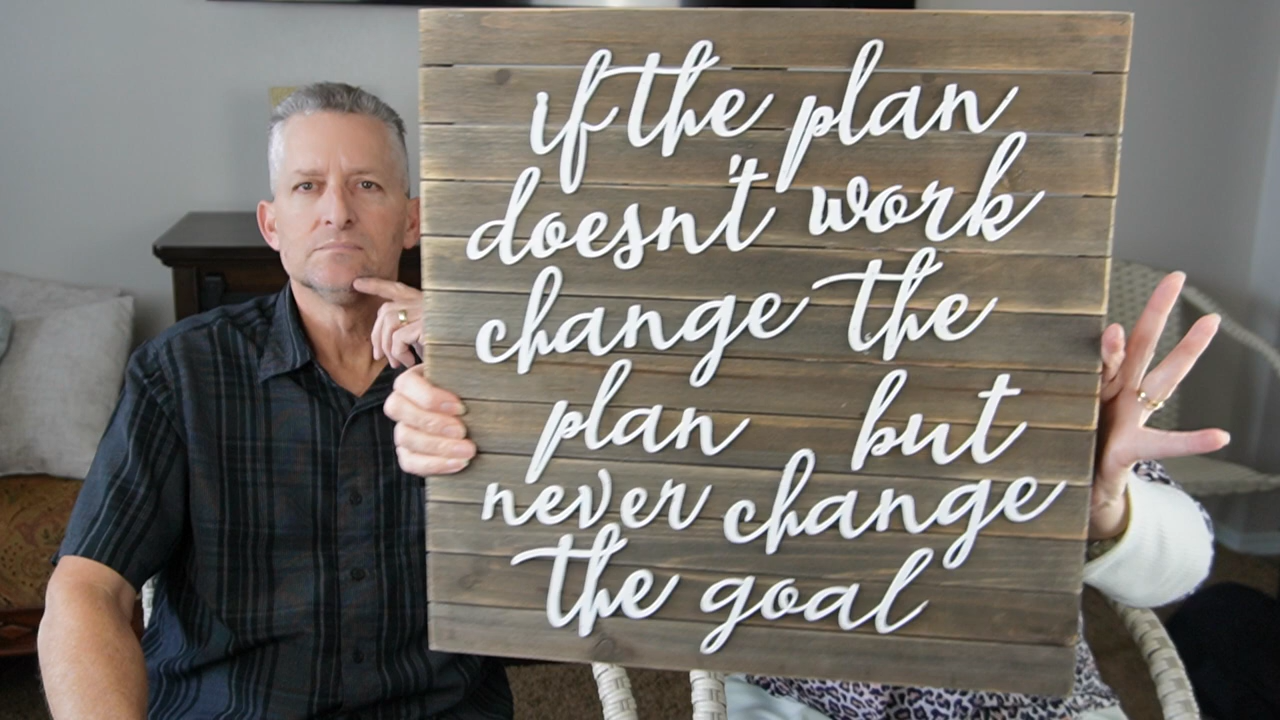 if the plan
doesn't work
change the
plan but
never change
the goal